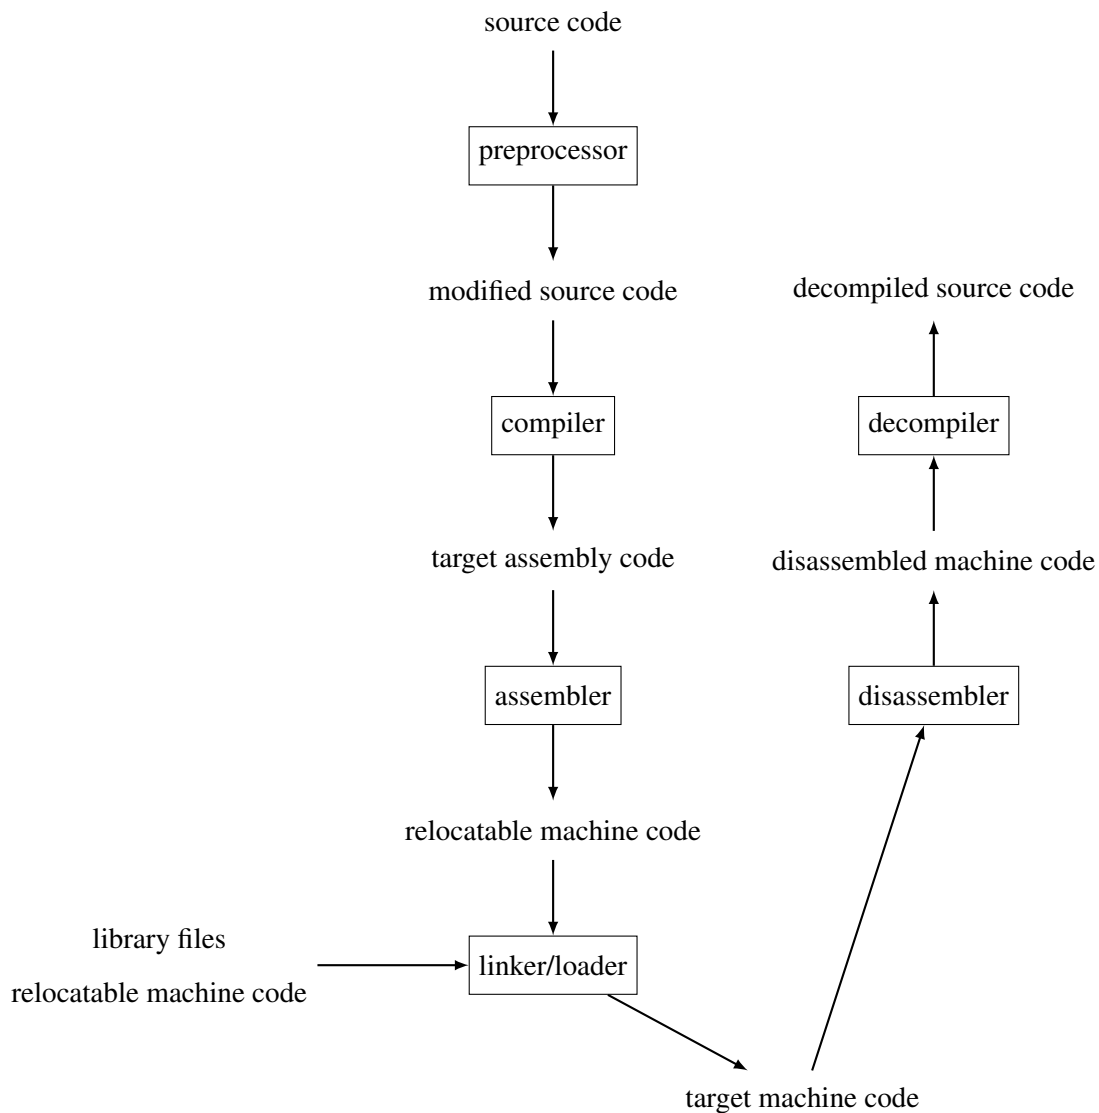 source code
preprocessor
modified source code
decompiled source code
compiler
decompiler
target assembly code
disassembled machine code
assembler
disassembler
relocatable machine code
library files
linker/loader
relocatable machine code
target machine code